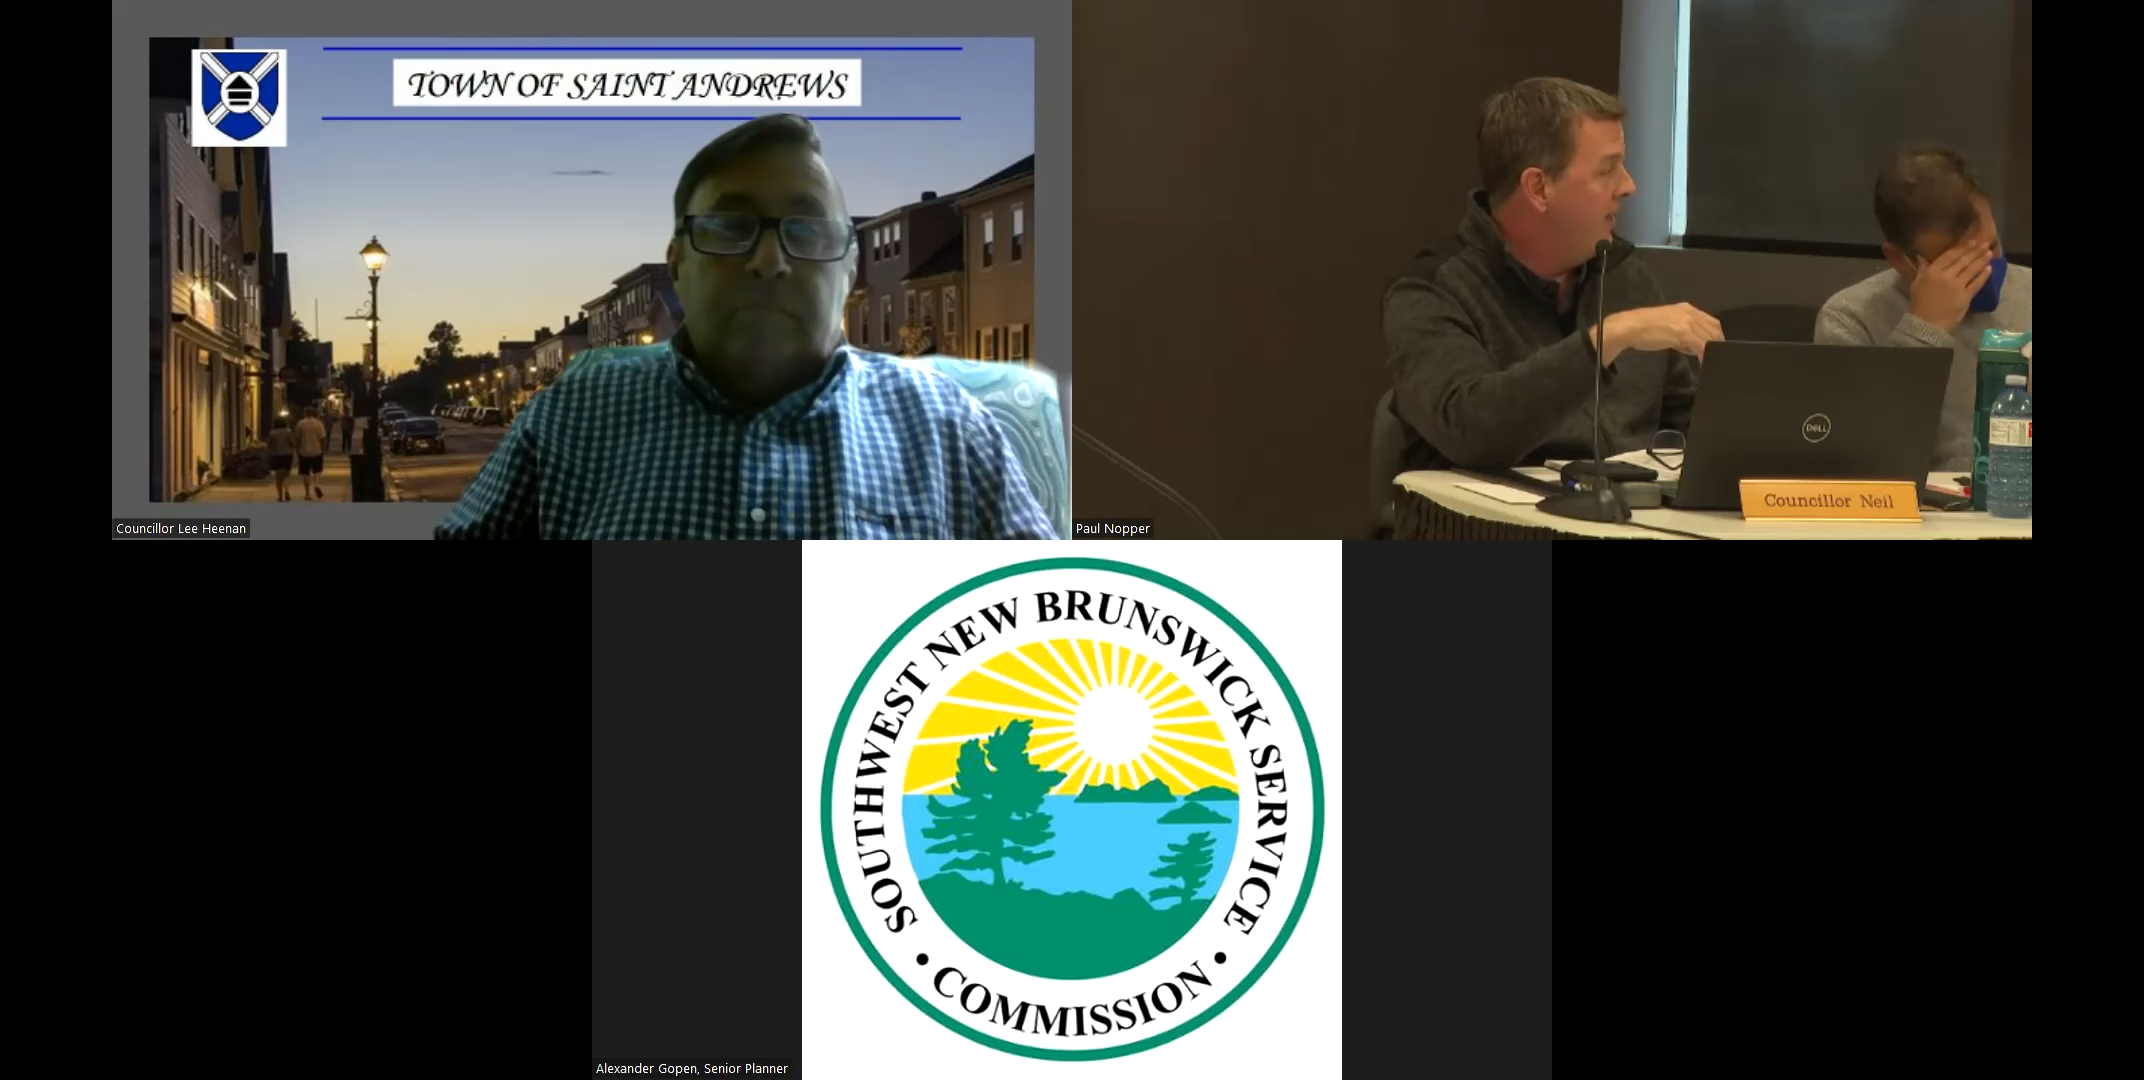 TOWN OF SAINT ANDREWS
Councillor Lee Heenan
DELL
Councillor Neil
Paul Nopper
SOUTHWEST NEW BRUNSWICK SERVICE
• COMMISSION •
Alexander Gopen, Senior Planner